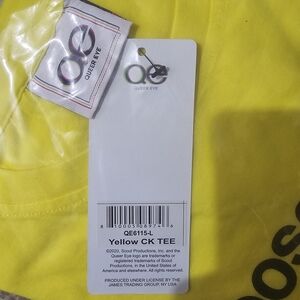 QE
QUEER EYE
QE
QUEER EYE
QE6115-L
Yellow CK TEE
©2020, Scout Productions, Inc. and the
Queer Eye logo are trademarks or
registered trademarks of Scout
Productions, in the United States of
America and elsewhere. All rights reserved.
PRODUCED UNDER LICENSE BY THE
JAMES TRADING GROUP, NY USA